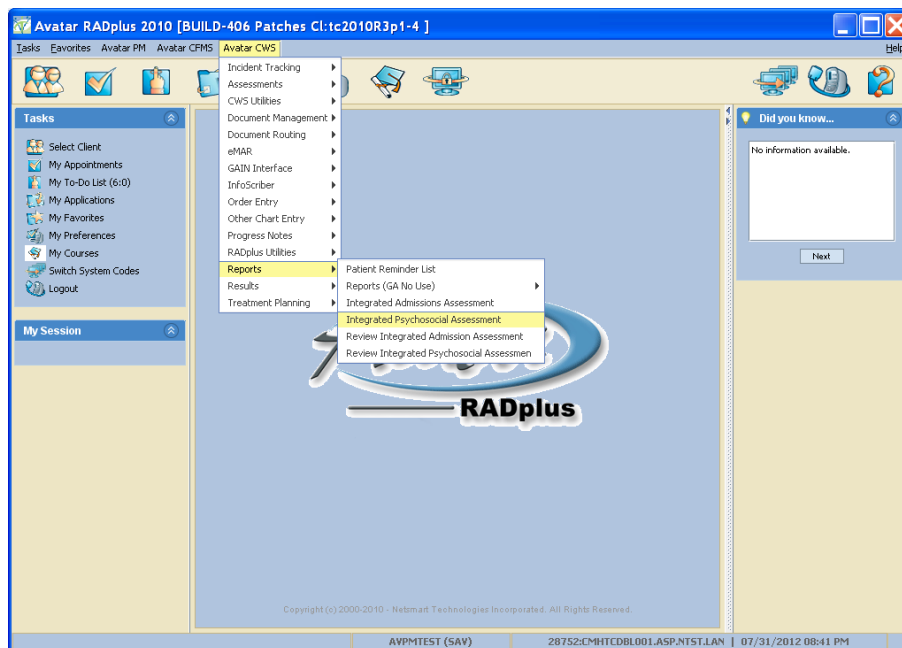 Avatar RADplus 2010 [BUILD-406 Patches Cl:tc2010R3p1-4 ]
Tasks Favorites Avatar PM Avatar CFMS Avatar CWS Help
Incident Tracking
Assessments
CWS Utilities
Document Management
Document Routing
eMAR
GAIN Interface
InfoScriber
Order Entry
Other Chart Entry
Progress Notes
RADplus Utilities
Reports
Results
Treatment Planning
Patient Reminder List
Reports (GA No Use)
Integrated Admissions Assessment
Integrated Psychosocial Assessment
Review Integrated Admission Assessment
Review Integrated Psychosocial Assessmen
Tasks
Select Client
My Appointments
My To-Do List (6:0)
My Applications
My Favorites
My Preferences
My Courses
Switch System Codes
Logout
My Session
RADplus
Copyright (c) 2000-2010 - Netsmart Technologies Incorporated. All Rights Reserved.
Did you know...
No information available.
Next
AVPMTEST (SAV) 28752:CMHTCDBL001.ASP.NTST.LAN | 07/31/2012 08:41 PM